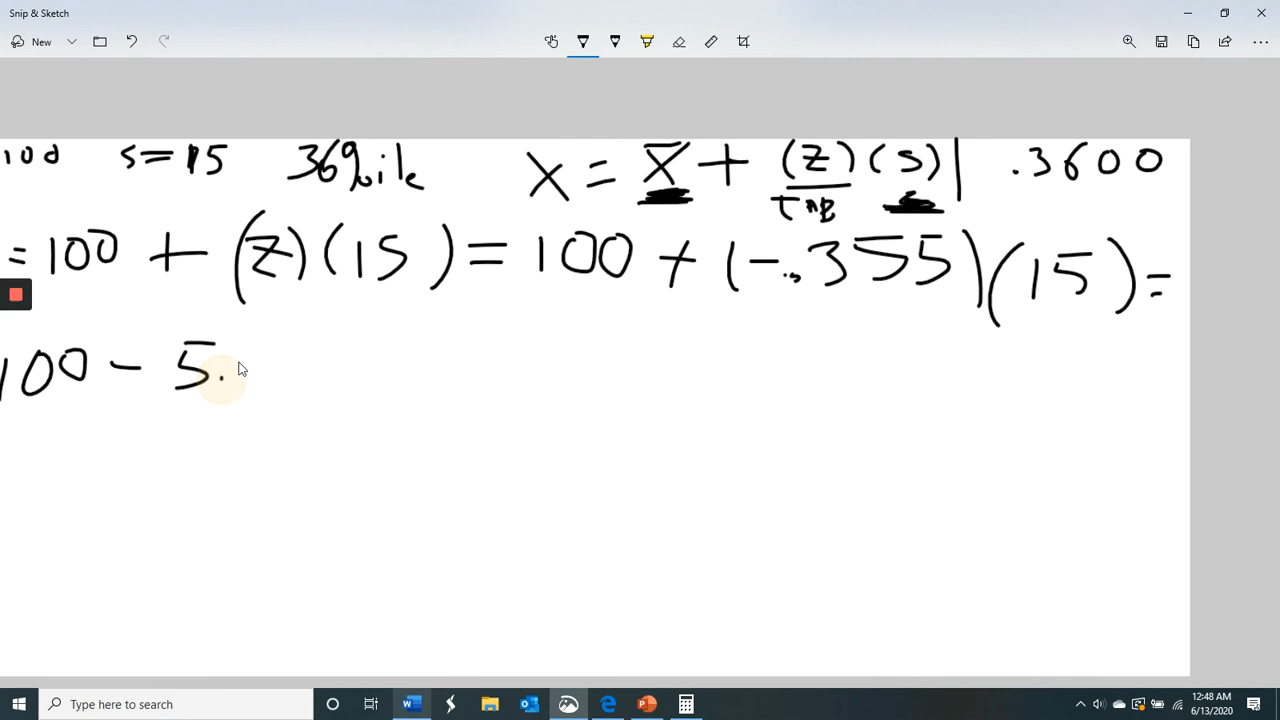 Snip & Sketch
New
100 s=15 36%ile x = x̄ + (z)(s) | .3600
= 100 + (z)(15) = 100 + (-.355)(15) =
100 - 5.
Type here to search
12:48 AM
6/13/2020